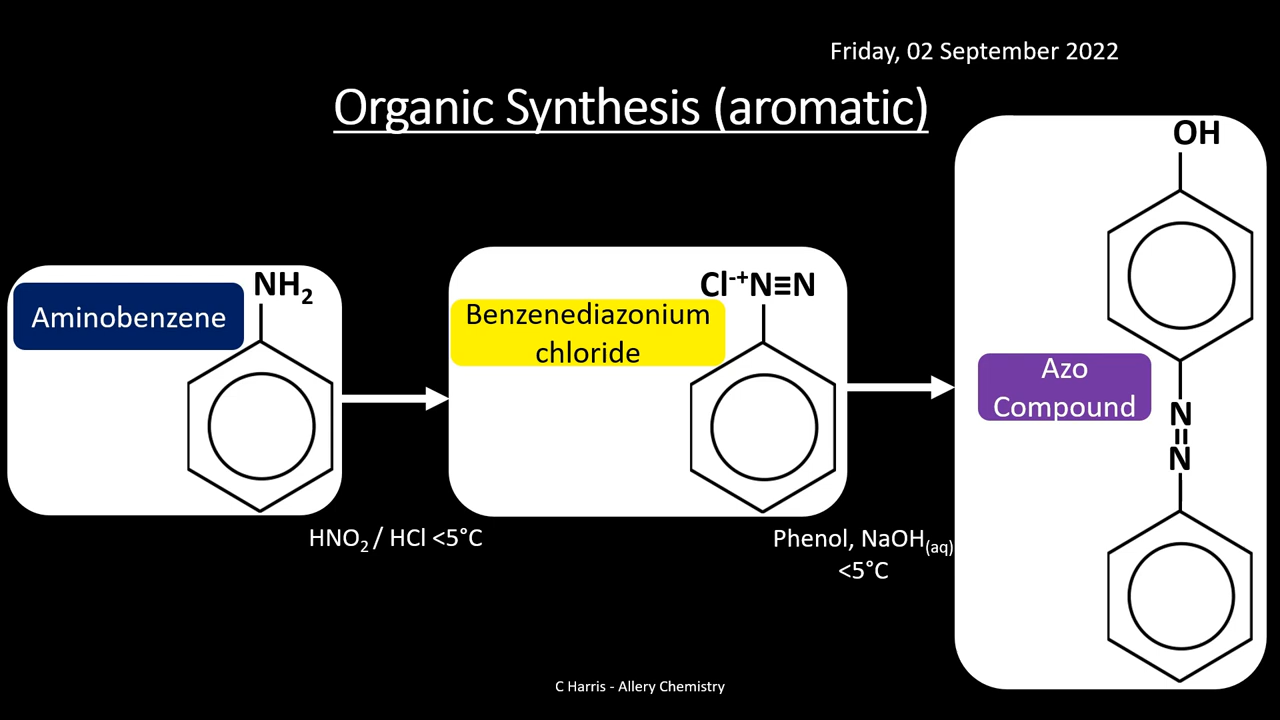 Friday, 02 September 2022
Organic Synthesis (aromatic)
Aminobenzene
NH₂
HNO₂ / HCl <5°C
Benzenediazonium
chloride
Cl⁻⁺N≡N
Phenol, NaOH₍aq₎
<5°C
OH
Azo
Compound
N
=
N
C Harris - Allery Chemistry